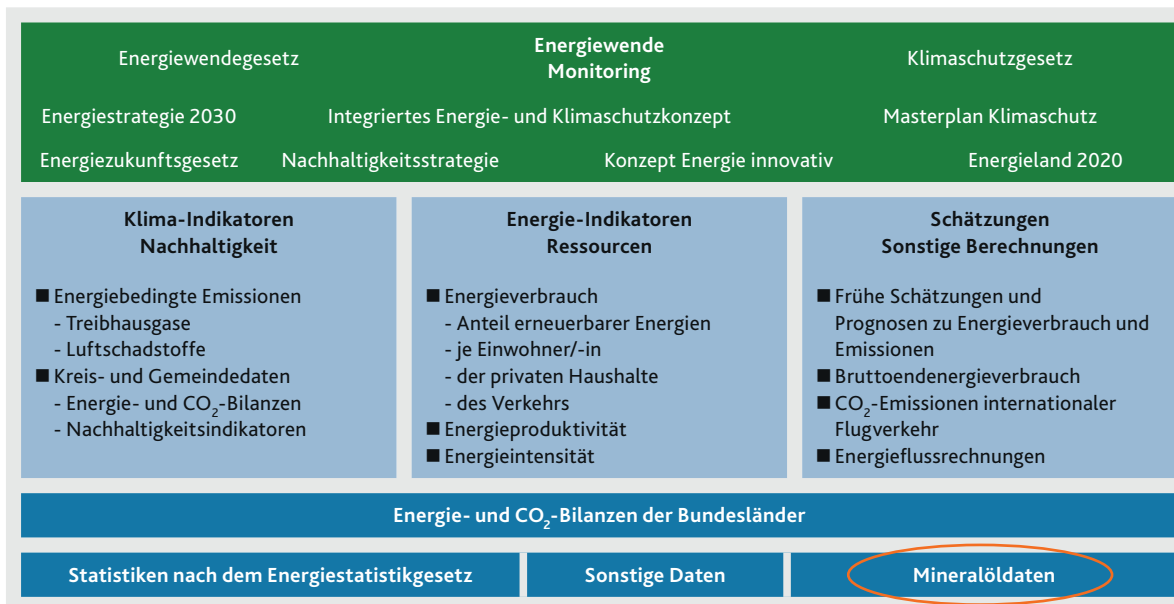 Energiewendegesetz
Energiewende
Monitoring
Klimaschutzgesetz
Energiestrategie 2030
Integriertes Energie- und Klimaschutzkonzept
Masterplan Klimaschutz
Energiezukunftsgesetz
Nachhaltigkeitsstrategie
Konzept Energie innovativ
Energieland 2020
Klima-Indikatoren
Nachhaltigkeit
■ Energiebedingte Emissionen
- Treibhausgase
- Luftschadstoffe
■ Kreis- und Gemeindedaten
- Energie- und CO₂-Bilanzen
- Nachhaltigkeitsindikatoren
Energie-Indikatoren
Ressourcen
■ Energieverbrauch
- Anteil erneuerbarer Energien
- je Einwohner/-in
- der privaten Haushalte
- des Verkehrs
■ Energieproduktivität
■ Energieintensität
Schätzungen
Sonstige Berechnungen
■ Frühe Schätzungen und
Prognosen zu Energieverbrauch und
Emissionen
■ Bruttoendenergieverbrauch
■ CO₂-Emissionen internationaler
Flugverkehr
■ Energieflussrechnungen
Energie- und CO₂-Bilanzen der Bundesländer
Statistiken nach dem Energiestatistikgesetz
Sonstige Daten
Mineralöldaten